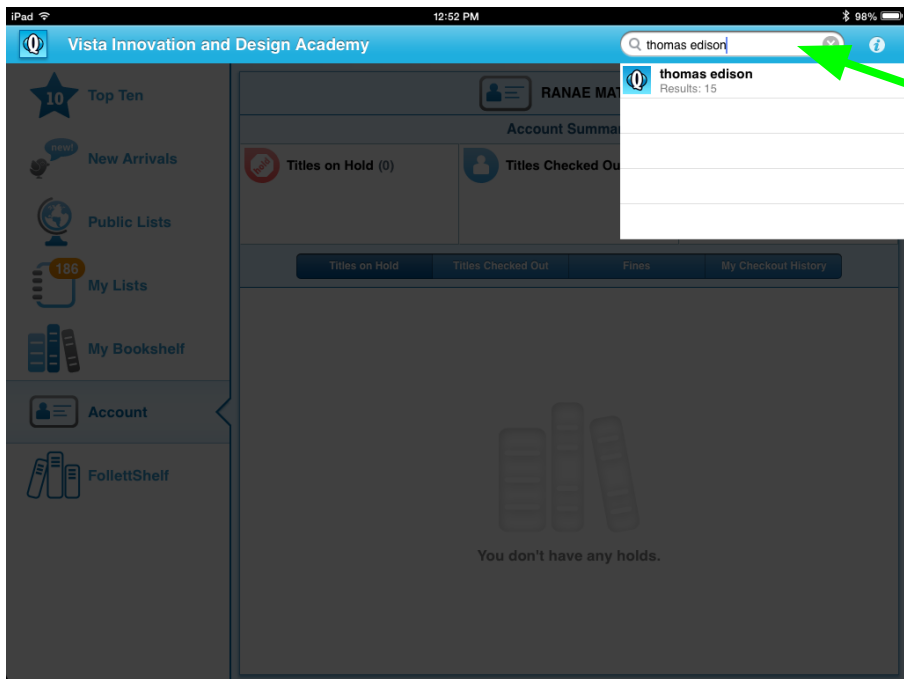 iPad 12:52 PM 98%
Vista Innovation and Design Academy thomas edison
thomas edison
Results: 15
10 Top Ten
new! New Arrivals
Public Lists
186 My Lists
My Bookshelf
Account
FollettShelf
RANAE MA
Account Summa
hold Titles on Hold (0) Titles Checked Ou
Titles on Hold Titles Checked Out Fines My Checkout History
You don't have any holds.